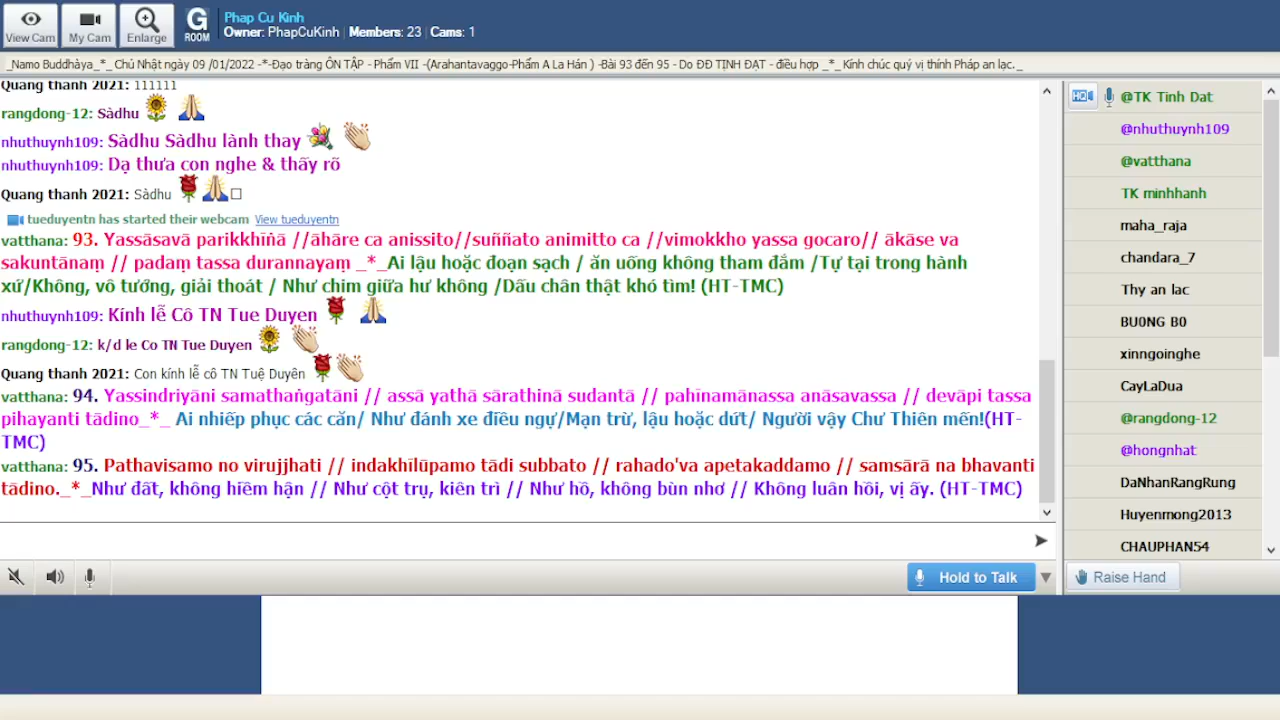 View Cam
My Cam
Enlarge
G
ROOM
Phap Cu Kinh
Owner: PhapCuKinh | Members: 23 | Cams: 1
_Namo Buddhàya_*_ Chủ Nhật ngày 09 /01/2022 -*-Đạo tràng ÔN TẬP - Phẩm VII -(Arahantavaggo-Phẩm A La Hán ) -Bài 93 đến 95 - Do ĐĐ TỊNH ĐẠT - điều hợp _*_ Kính chúc quý vị thính Pháp an lạc._
Quang thanh 2021: 111111
rangdong-12: Sàdhu
nhuthuynh109: Sàdhu Sàdhu lành thay
nhuthuynh109: Dạ thưa con nghe & thấy rõ
Quang thanh 2021: Sàdhu
tueduyentn has started their webcam View tueduyentn
vatthana: 93. Yassāsavā parikkhīṅā //āhāre ca anissito//suññato animitto ca //vimokkho yassa gocaro// ākāse va
sakuntānaṃ // padaṃ tassa durannayaṃ _*_Ai lậu hoặc đoạn sạch / ăn uống không tham đắm /Tự tại trong hành
xứ/Không, vô tướng, giải thoát / Như chim giữa hư không /Dấu chân thật khó tìm! (HT-TMC)
nhuthuynh109: Kính lễ Cô TN Tue Duyen
rangdong-12: k/d le Co TN Tue Duyen
Quang thanh 2021: Con kính lễ cô TN Tuệ Duyên
vatthana: 94. Yassindriyāni samathaṅgatāni // assā yathā sārathinā sudantā // pahīnamānassa anāsavassa // devāpi tassa
pihayanti tādino_*_ Ai nhiếp phục các căn/ Như đánh xe điều ngự/Mạn trừ, lậu hoặc dứt/ Người vậy Chư Thiên mến!(HT-
TMC)
vatthana: 95. Pathavisamo no virujjhati // indakhīlūpamo tādi subbato // rahado'va apetakaddamo // samsārā na bhavanti
tādino._*_Như đất, không hiềm hận // Như cột trụ, kiên trì // Như hồ, không bùn nhơ // Không luân hồi, vị ấy. (HT-TMC)
Hold to Talk
@TK Tinh Dat
@nhuthuynh109
@vatthana
TK minhhanh
maha_raja
chandara_7
Thy an lac
BU0NG B0
xinngoinghe
CayLaDua
@rangdong-12
@hongnhat
DaNhanRangRung
Huyenmong2013
CHAUPHAN54
Raise Hand